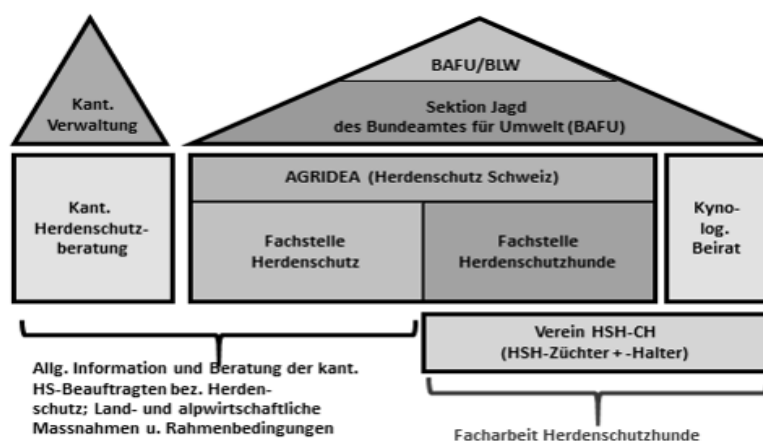 Kant.
Verwaltung
BAFU/BLW
Sektion Jagd
des Bundeamtes für Umwelt (BAFU)
Kant.
Herdenschutz-
beratung
AGRIDEA (Herdenschutz Schweiz)
Fachstelle
Herdenschutz
Fachstelle
Herdenschutzhunde
Kyno-
log.
Beirat
Verein HSH-CH
(HSH-Züchter + -Halter)
Allg. Information und Beratung der kant.
HS-Beauftragten bez. Herden-
schutz; Land- und alpwirtschaftliche
Massnahmen u. Rahmenbedingungen
Facharbeit Herdenschutzhunde